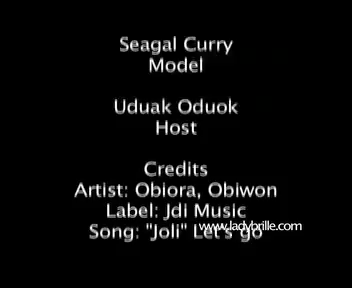 Seagal Curry
Model
Uduak Oduok
Host
Credits
Artist: Obiora, Obiwon
Label: Jdi Music
www.ladybrille.com
Song: "Joli" Let's go